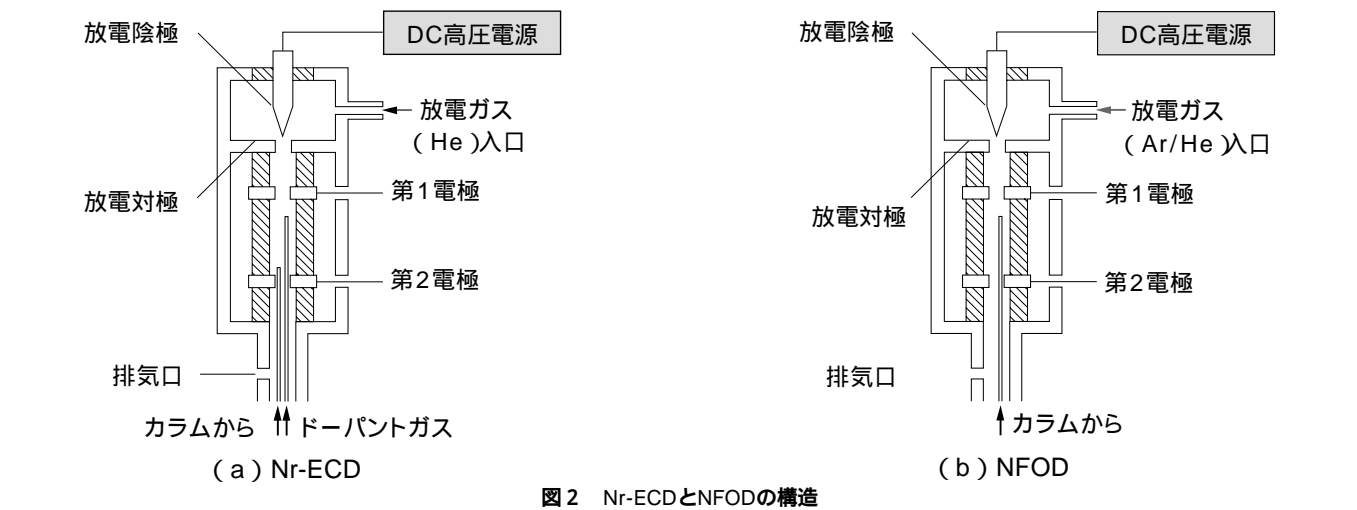 放電陰極
DC高圧電源
放電ガス
(He)入口
放電対極
第1電極
第2電極
排気口
カラムから
ドーパントガス
(a) Nr-ECD
放電陰極
DC高圧電源
放電ガス
(Ar/He)入口
放電対極
第1電極
第2電極
排気口
カラムから
(b) NFOD
図2 Nr-ECDとNFODの構造